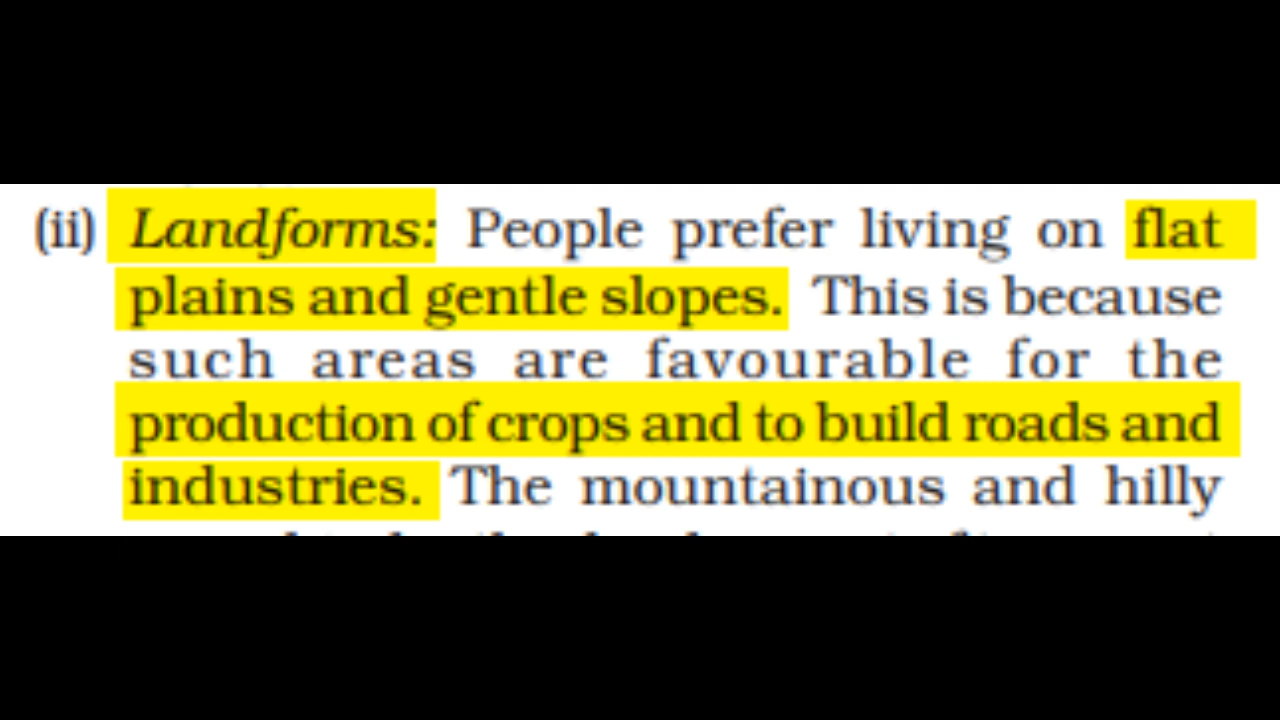 (ii) Landforms: People prefer living on flat
plains and gentle slopes. This is because
such areas are favourable for the
production of crops and to build roads and
industries. The mountainous and hilly